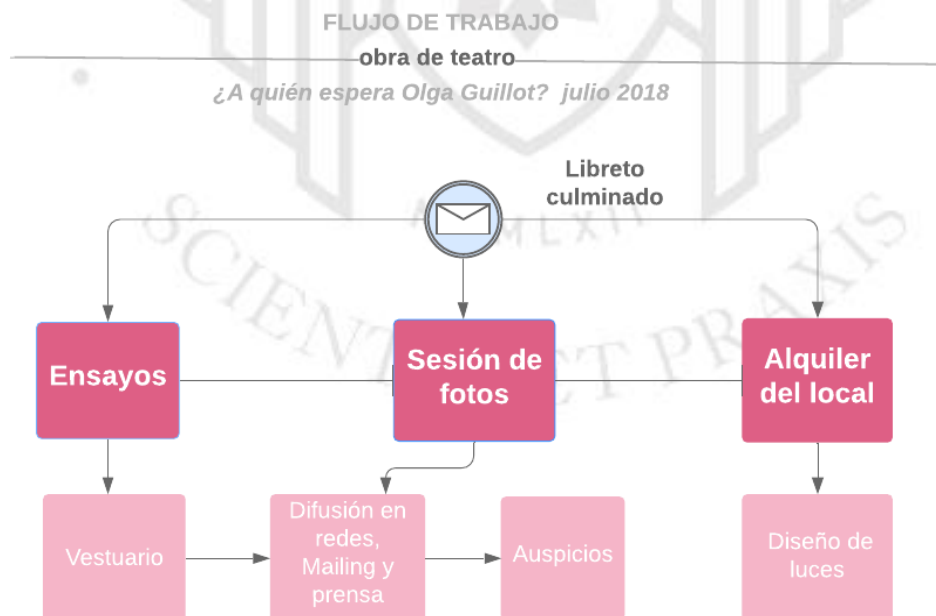 FLUJO DE TRABAJO
obra de teatro
¿A quién espera Olga Guillot? julio 2018
Libreto
culminado
SCIENT ET PRAXIS
Ensayos
Sesión de
fotos
Alquiler
del local
Vestuario
Difusión en
redes,
Mailing y
prensa
Auspicios
Diseño de
luces